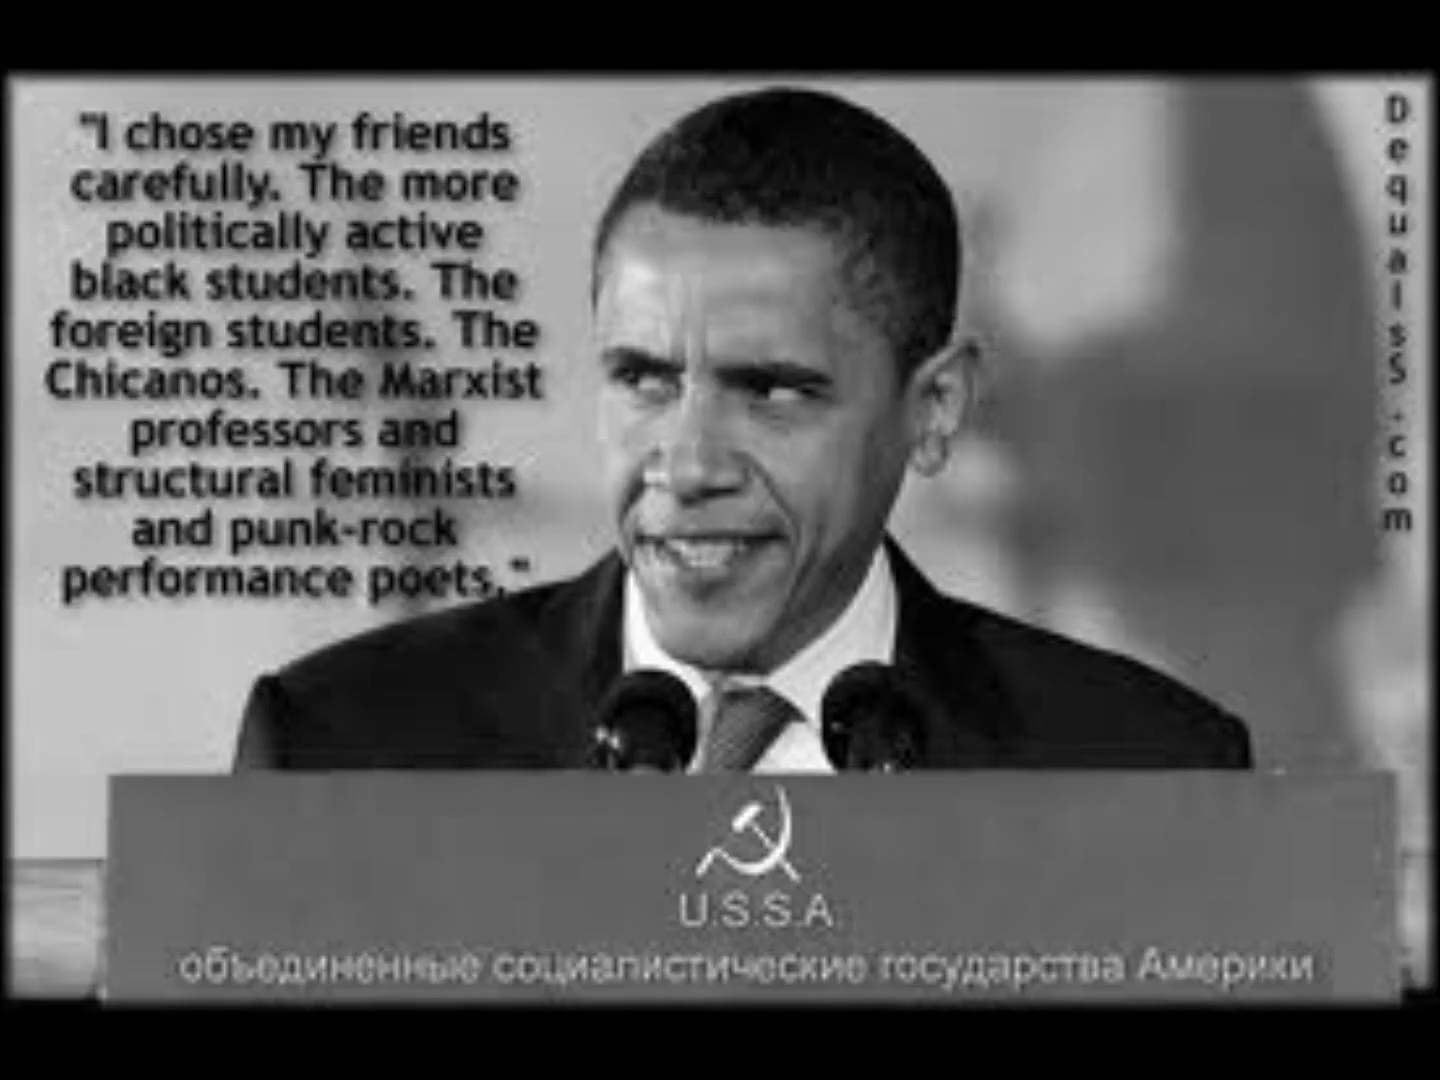 "I chose my friends
carefully. The more
politically active
black students. The
foreign students. The
Chicanos. The Marxist
professors and
structural feminists
and punk-rock
performance poets."
DequalsS.com
U.S.S.A.
объединенные социалистические государства Америки